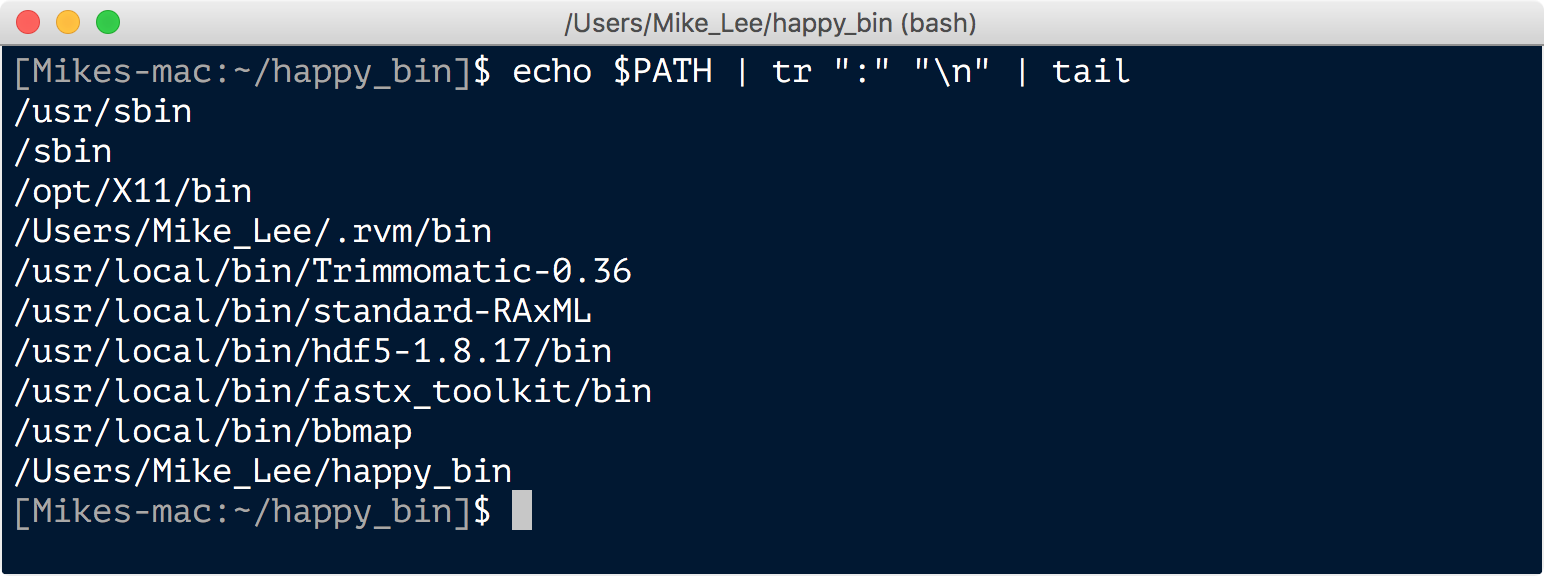 /Users/Mike_Lee/happy_bin (bash)
[Mikes-mac:~/happy_bin]$ echo $PATH | tr ":" "\n" | tail
/usr/sbin
/sbin
/opt/X11/bin
/Users/Mike_Lee/.rvm/bin
/usr/local/bin/Trimmomatic-0.36
/usr/local/bin/standard-RAxML
/usr/local/bin/hdf5-1.8.17/bin
/usr/local/bin/fastx_toolkit/bin
/usr/local/bin/bbmap
/Users/Mike_Lee/happy_bin
[Mikes-mac:~/happy_bin]$